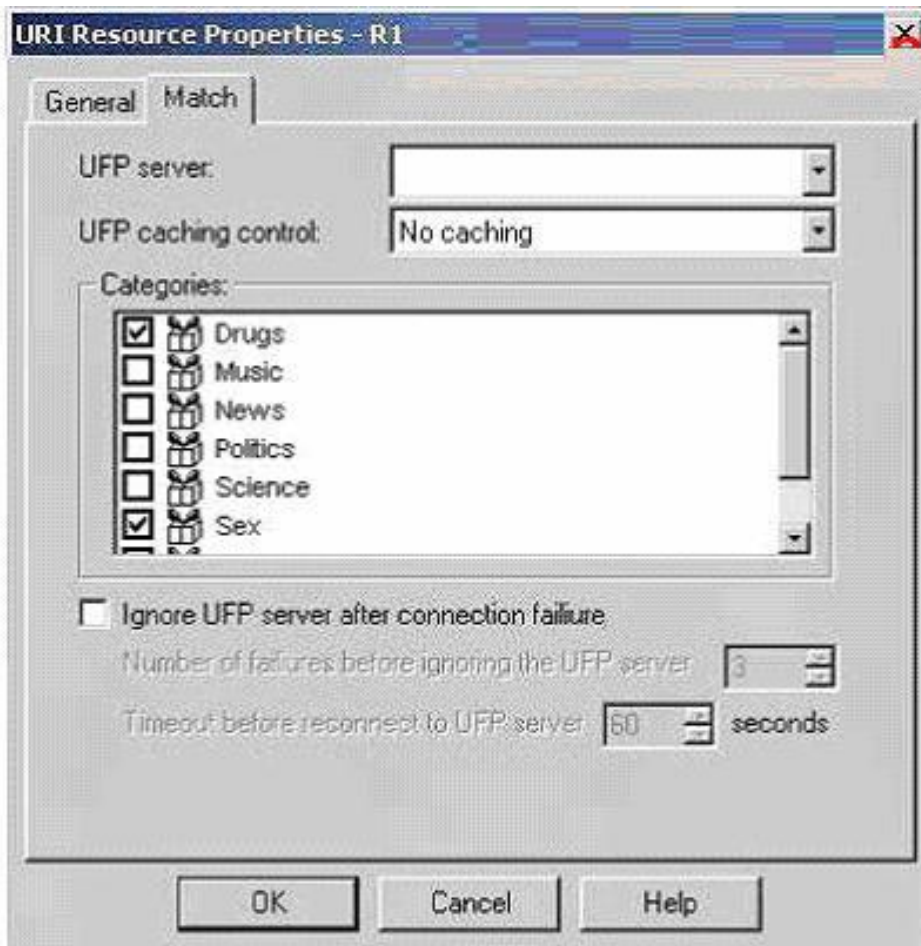 URI Resource Properties - R1
General Match
UFP server:
UFP caching control: No caching
Categories:
Drugs
Music
News
Politics
Science
Sex
Ignore UFP server after connection failiure
Number of failures before ignoring the UFP server 3
Timeout before reconnect to UFP server 60 seconds
OK Cancel Help